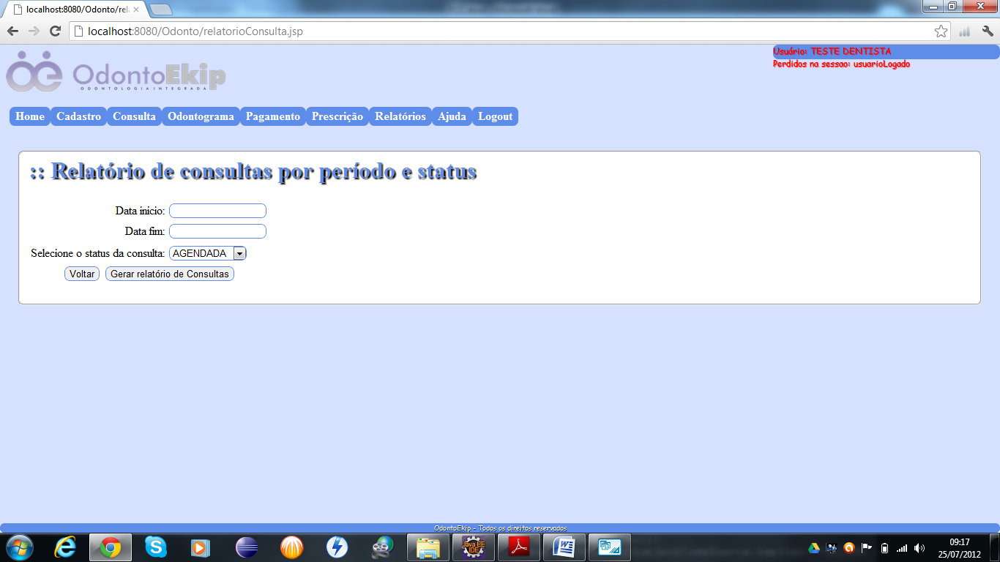 localhost:8080/Odonto/rel
localhost:8080/Odonto/relatorioConsulta.jsp
Usuário: TESTE DENTISTA
Perdidos na sessao: usuarioLogado
OdontoEkip
ODONTOLOGIAINTEGRADA
Home Cadastro Consulta Odontograma Pagamento Prescrição Relatórios Ajuda Logout
:: Relatório de consultas por período e status
Data inicio:
Data fim:
Selecione o status da consulta: AGENDADA
Voltar Gerar relatório de Consultas
OdontoEkip - Todos os direitos reservados
Java EE
IDE
09:17
25/07/2012